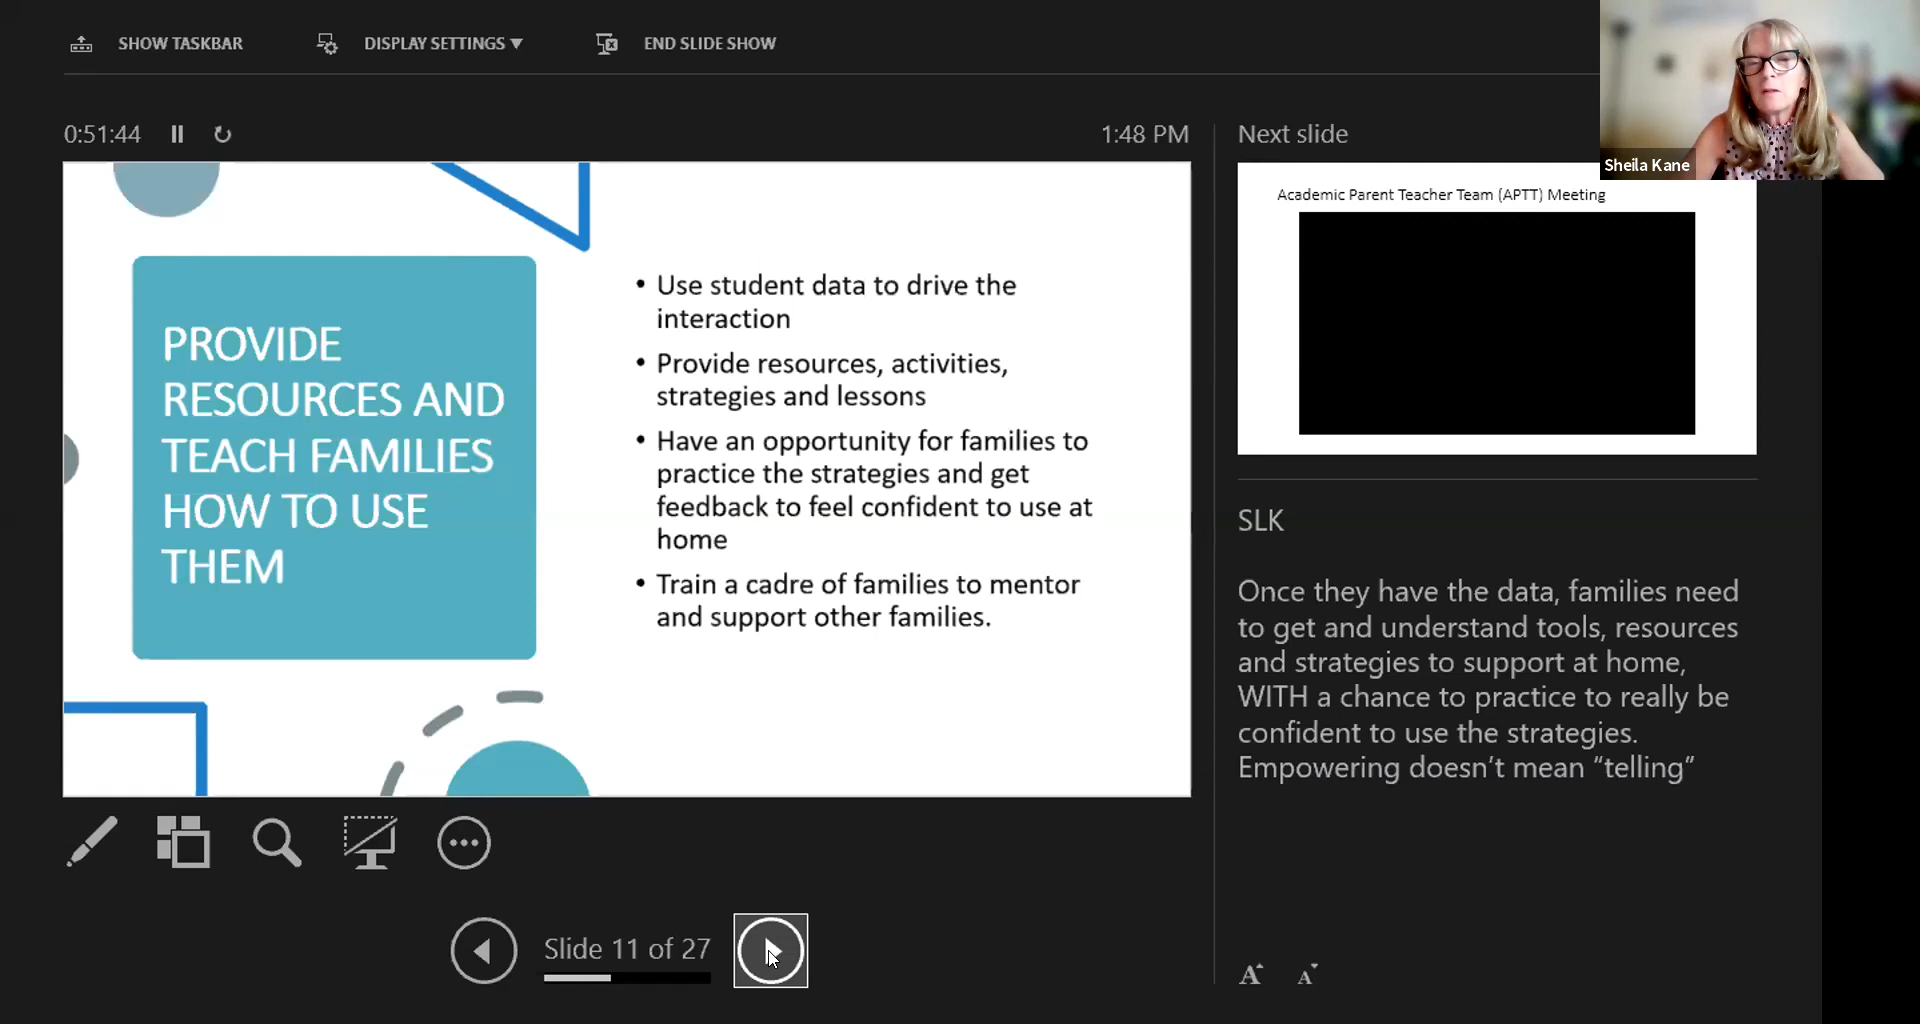 SHOW TASKBAR
DISPLAY SETTINGS ▼
END SLIDE SHOW
Sheila Kane
0:51:44
1:48 PM
Next slide
PROVIDE
RESOURCES AND
TEACH FAMILIES
HOW TO USE
THEM
• Use student data to drive the
interaction
• Provide resources, activities,
strategies and lessons
• Have an opportunity for families to
practice the strategies and get
feedback to feel confident to use at
home
• Train a cadre of families to mentor
and support other families.
Academic Parent Teacher Team (APTT) Meeting
SLK
Once they have the data, families need
to get and understand tools, resources
and strategies to support at home,
WITH a chance to practice to really be
confident to use the strategies.
Empowering doesn’t mean “telling”
Slide 11 of 27
A A